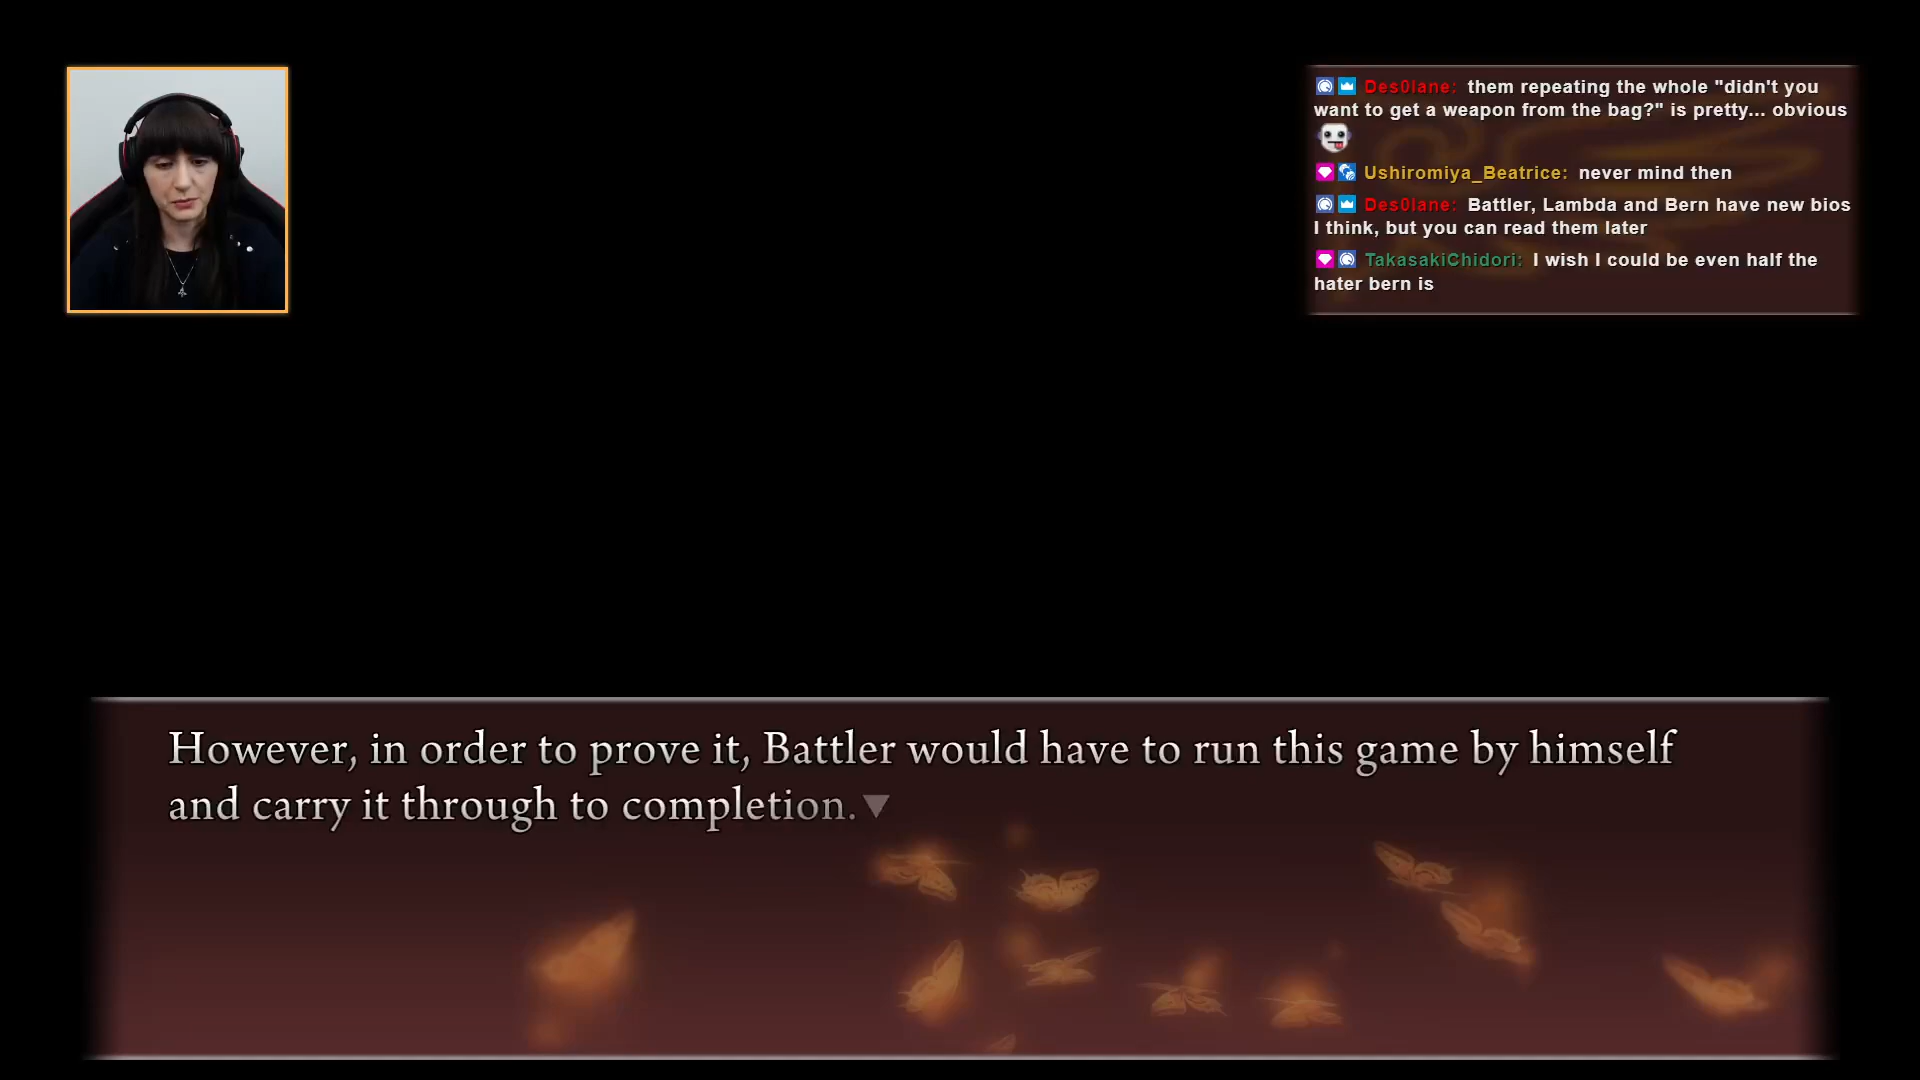 Des0lane: them repeating the whole "didn't you
want to get a weapon from the bag?" is pretty... obvious
Ushiromiya_Beatrice: never mind then
Des0lane: Battler, Lambda and Bern have new bios
I think, but you can read them later
TakasakiChidori: I wish I could be even half the
hater bern is
However, in order to prove it, Battler would have to run this game by himself
and carry it through to completion.